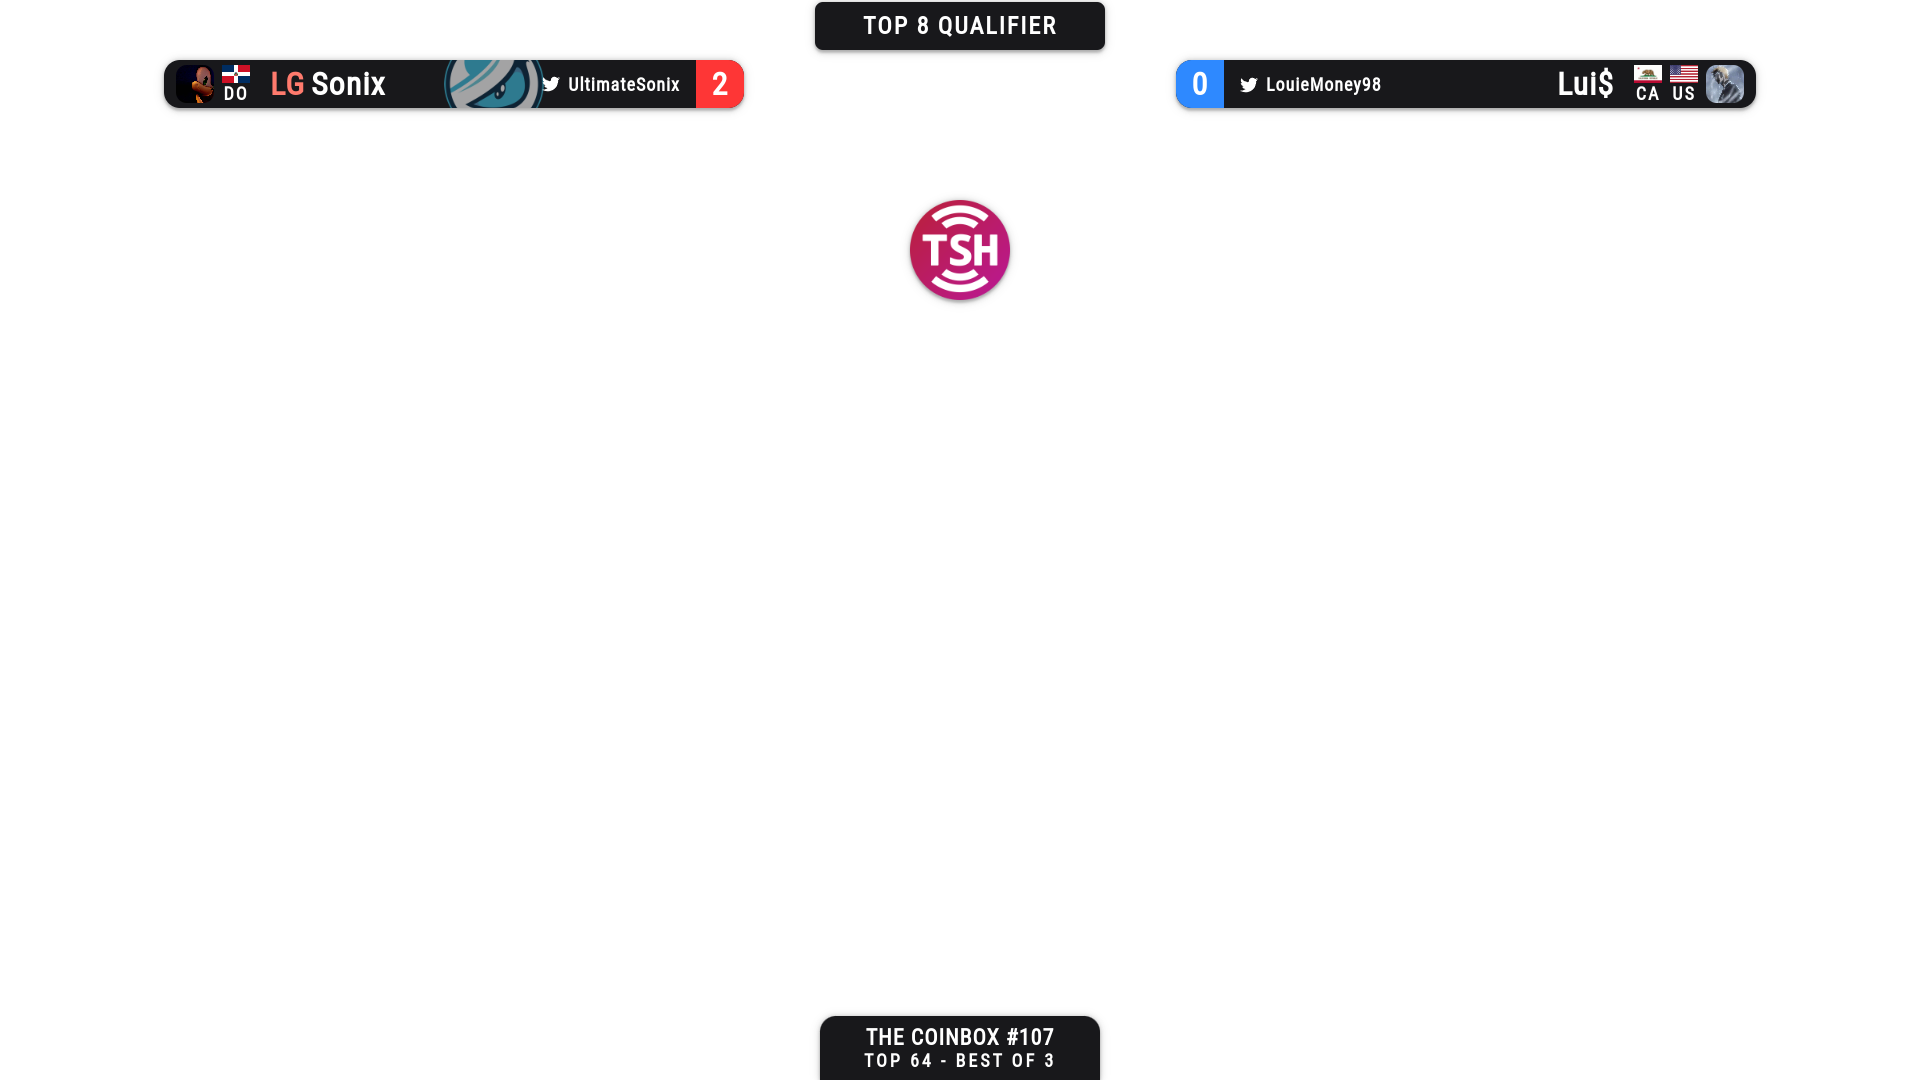 TOP 8 QUALIFIER
DO LG Sonix UltimateSonix 2
0 LouieMoney98 Lui$ CA US
TSH
THE COINBOX #107
TOP 64 - BEST OF 3